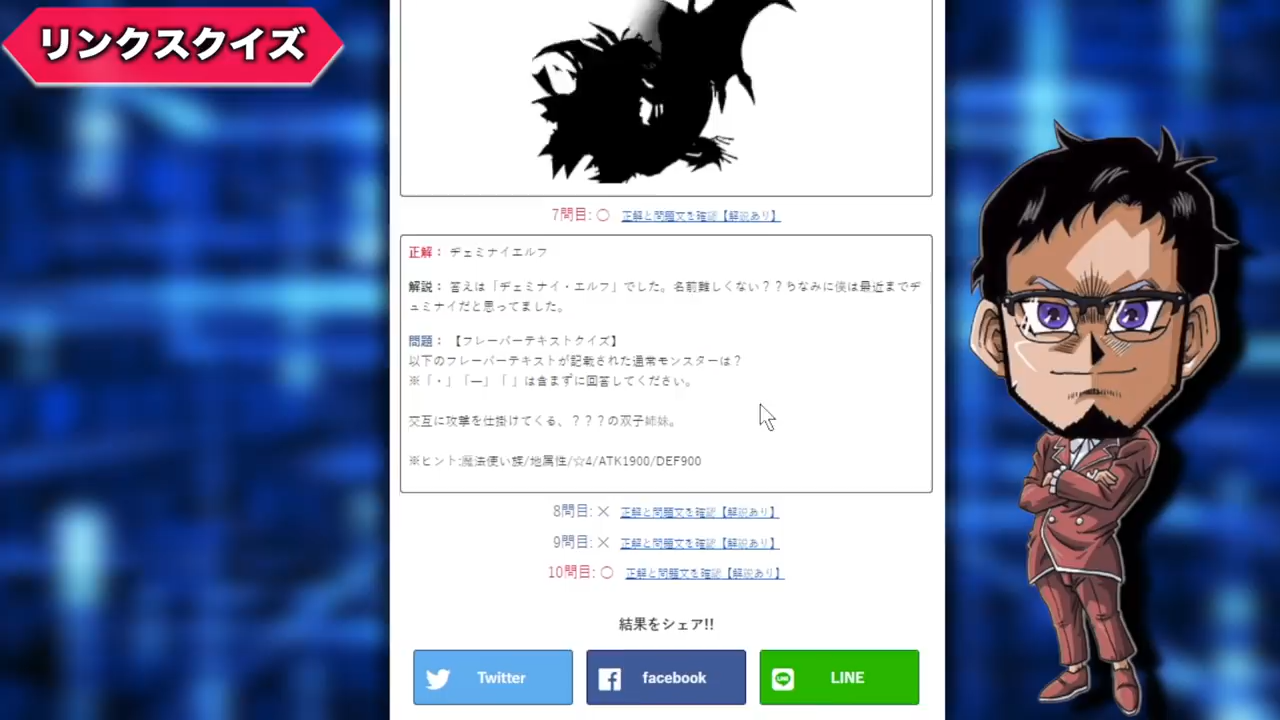 リンクスクイズ
7問目: 〇 正解と問題文を確認【解説あり】
正解： ヂェミナイエルフ
解説： 答えは「ヂェミナイ・エルフ」でした。名前難しくない？？ちなみに僕は最近までデ
ュミナイだと思ってました。
問題： 【フレーバーテキストクイズ】
以下のフレーバーテキストが記載された通常モンスターは？
※「・」「―」「 」は含まずに回答してください。
交互に攻撃を仕掛けてくる、？？？の双子姉妹。
※ヒント:魔法使い族/地属性/☆4/ATK1900/DEF900
8問目: × 正解と問題文を確認【解説あり】
9問目: × 正解と問題文を確認【解説あり】
10問目: 〇 正解と問題文を確認【解説あり】
結果をシェア!!
Twitter facebook LINE